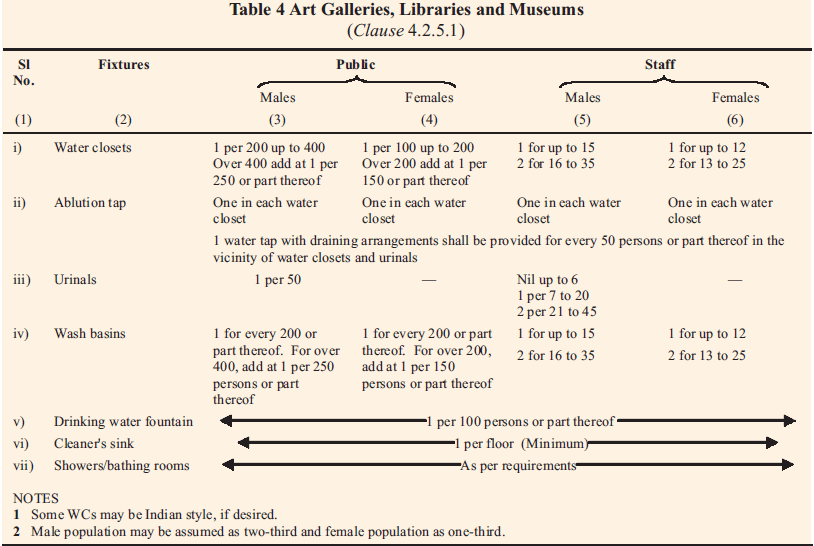 Table 4 Art Galleries, Libraries and Museums
(Clause 4.2.5.1)
Sl No. Fixtures Public Staff
Males Females Males Females
(1) (2) (3) (4) (5) (6)
i) Water closets 1 per 200 up to 400 1 per 100 up to 200 1 for up to 15 1 for up to 12
Over 400 add at 1 per Over 200 add at 1 per 2 for 16 to 35 2 for 13 to 25
250 or part thereof 150 or part thereof
ii) Ablution tap One in each water One in each water One in each water One in each water
closet closet closet closet
1 water tap with draining arrangements shall be provided for every 50 persons or part thereof in the
vicinity of water closets and urinals
iii) Urinals 1 per 50 — Nil up to 6 —
1 per 7 to 20
2 per 21 to 45
iv) Wash basins 1 for every 200 or 1 for every 200 or part 1 for up to 15 1 for up to 12
part thereof. For over thereof. For over 200, 2 for 16 to 35 2 for 13 to 25
400, add at 1 per 250 add at 1 per 150
persons or part persons or part thereof
thereof
v) Drinking water fountain 1 per 100 persons or part thereof
vi) Cleaner's sink 1 per floor (Minimum)
vii) Showers/bathing rooms As per requirements
NOTES
1 Some WCs may be Indian style, if desired.
2 Male population may be assumed as two-third and female population as one-third.